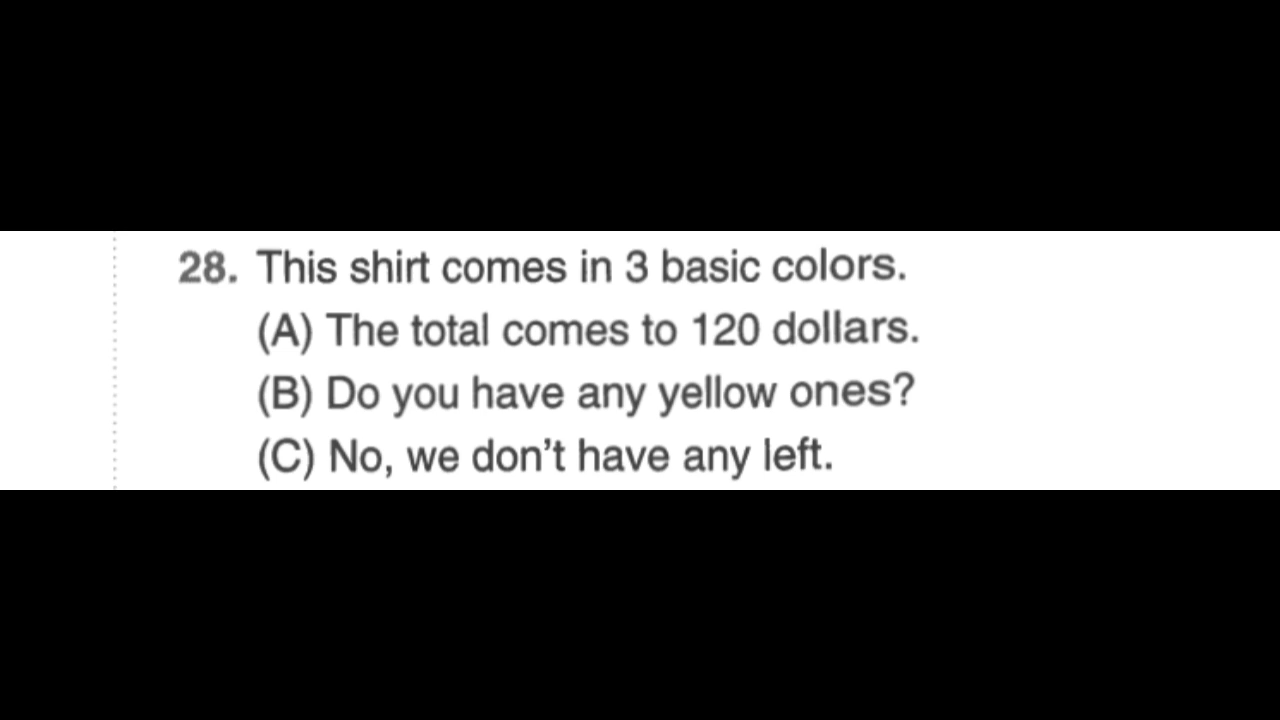 28. This shirt comes in 3 basic colors.
(A) The total comes to 120 dollars.
(B) Do you have any yellow ones?
(C) No, we don't have any left.